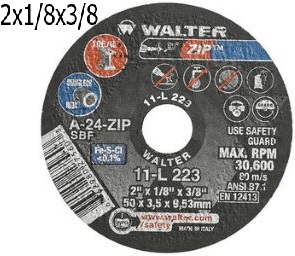 2x1/8x3/8
WALTER
ZIP™
11-L 223
A-24-ZIP
SBF
Fe-S-Cl
<0.1%
WALTER
11-L 223
2" x 1/8" x 3/8"
50 x 3,5 x 9,53mm
USE SAFETY
GUARD
MAX. RPM
30,600
80 m/s
ANSI B7.1
EN 12413
www.walter.com
/safety